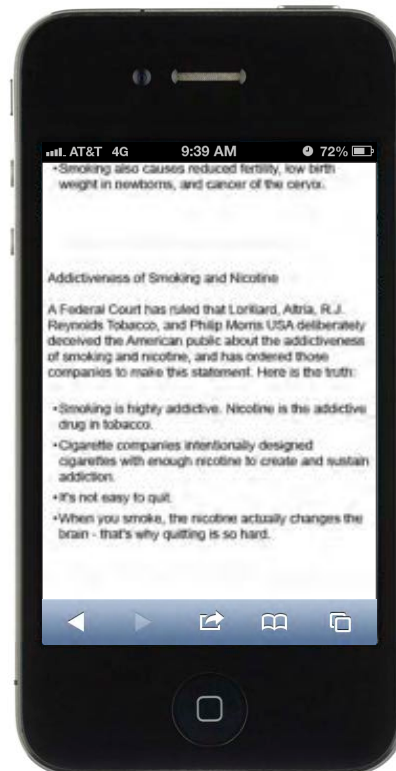 AT&T 4G 9:39 AM 72%
•Smoking also causes reduced fertility, low birth
weight in newborns, and cancer of the cervix.
Addictiveness of Smoking and Nicotine
A Federal Court has ruled that Lorillard, Altria, R.J.
Reynolds Tobacco, and Philip Morris USA deliberately
deceived the American public about the addictiveness
of smoking and nicotine, and has ordered those
companies to make this statement. Here is the truth:
•Smoking is highly addictive. Nicotine is the addictive
drug in tobacco.
•Cigarette companies intentionally designed
cigarettes with enough nicotine to create and sustain
addiction.
•It's not easy to quit.
•When you smoke, the nicotine actually changes the
brain - that's why quitting is so hard.